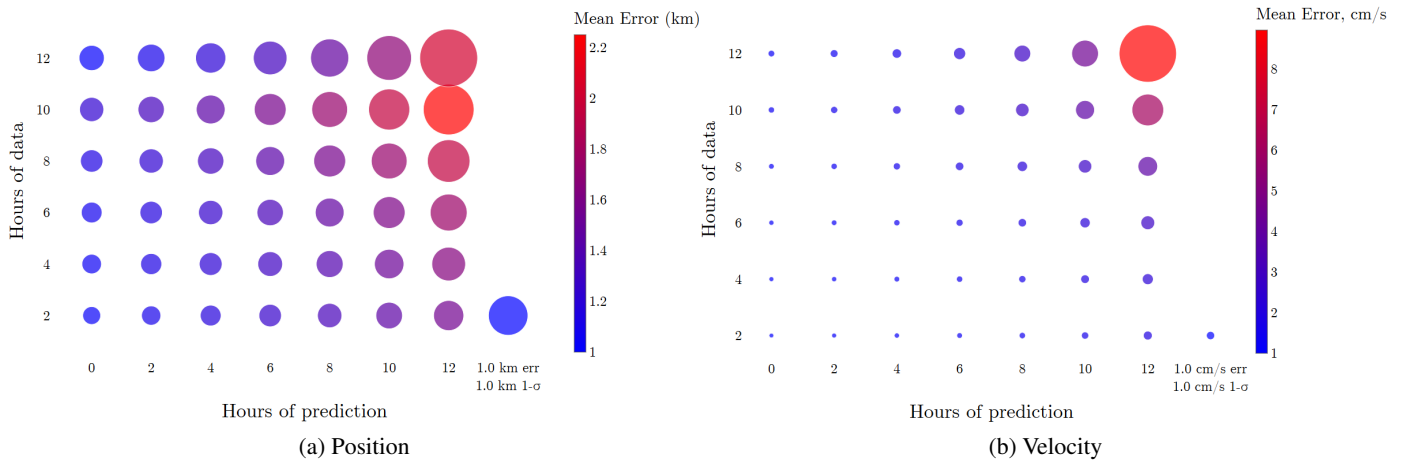 Mean Error (km)
2.2
2
1.8
1.6
1.4
1.2
1
Hours of data
12
10
8
6
4
2
0 2 4 6 8 10 12 1.0 km err
1.0 km 1-σ
Hours of prediction
(a) Position
Mean Error, cm/s
8
7
6
5
4
3
2
1
Hours of data
12
10
8
6
4
2
0 2 4 6 8 10 12 1.0 cm/s err
1.0 cm/s 1-σ
Hours of prediction
(b) Velocity